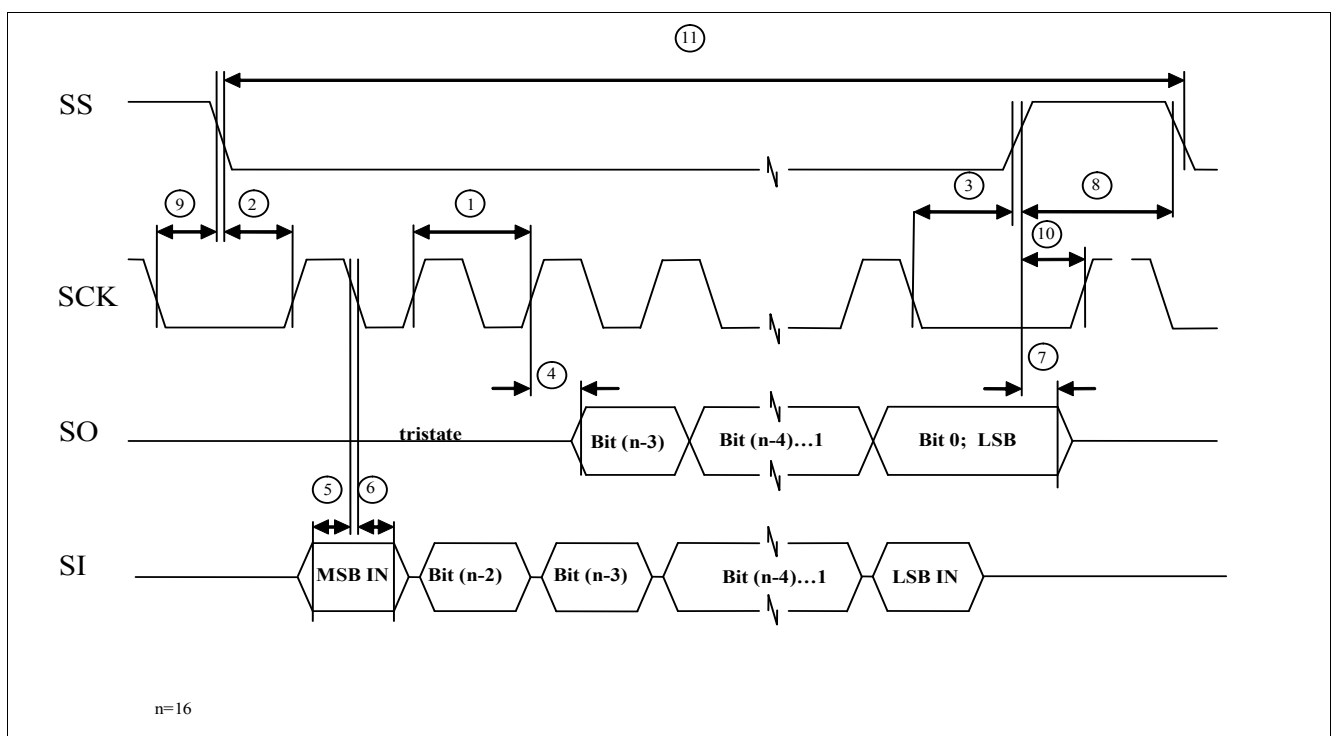 11
SS
9
2
1
3
8
10
SCK
4
7
SO
tristate
Bit (n-3)
Bit (n-4)…1
Bit 0; LSB
5
6
SI
MSB IN
Bit (n-2)
Bit (n-3)
Bit (n-4)…1
LSB IN
n=16